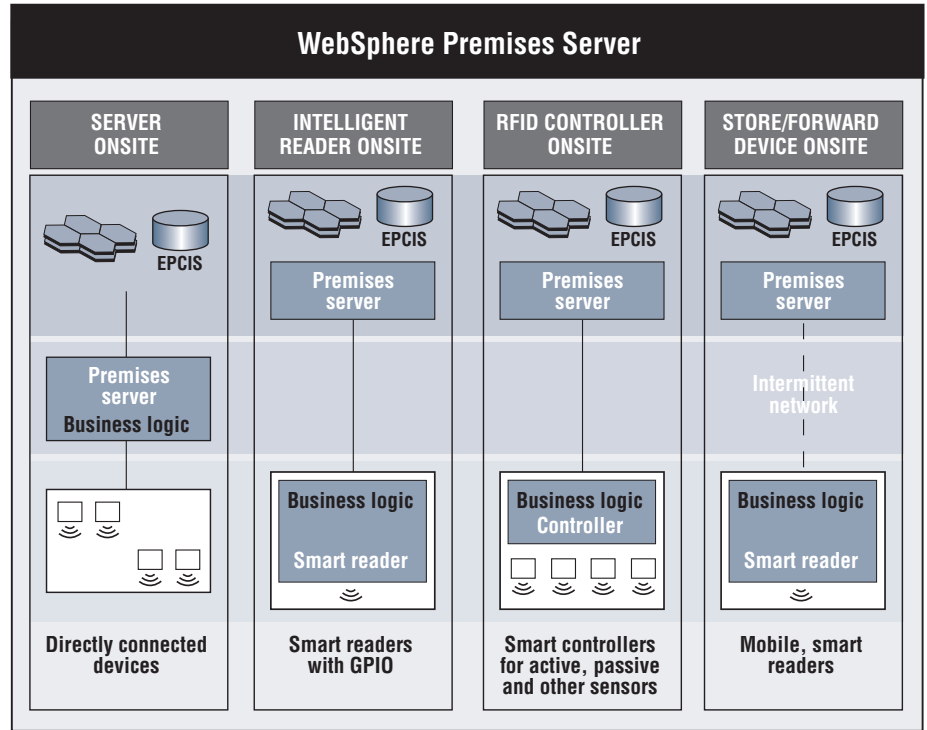 WebSphere Premises Server
SERVER
ONSITE
EPCIS
Premises
server
Business logic
Directly connected
devices
INTELLIGENT
READER ONSITE
EPCIS
Premises
server
Business logic
Smart reader
Smart readers
with GPIO
RFID CONTROLLER
ONSITE
EPCIS
Premises
server
Business logic
Controller
Smart controllers
for active, passive
and other sensors
STORE/FORWARD
DEVICE ONSITE
EPCIS
Premises
server
Intermittent
network
Business logic
Smart reader
Mobile, smart
readers